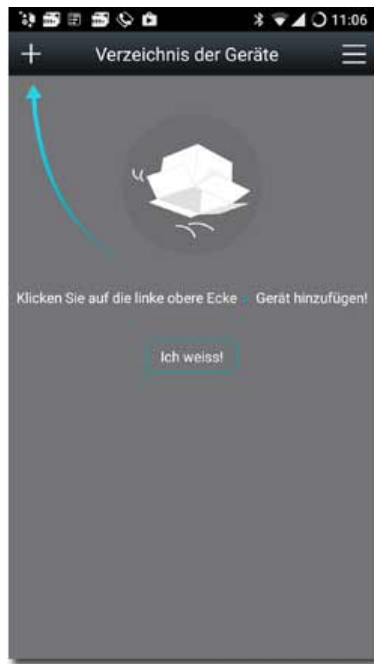 11:06
Verzeichnis der Geräte
Klicken Sie auf die linke obere Ecke + Gerät hinzufügen!
Ich weiss!